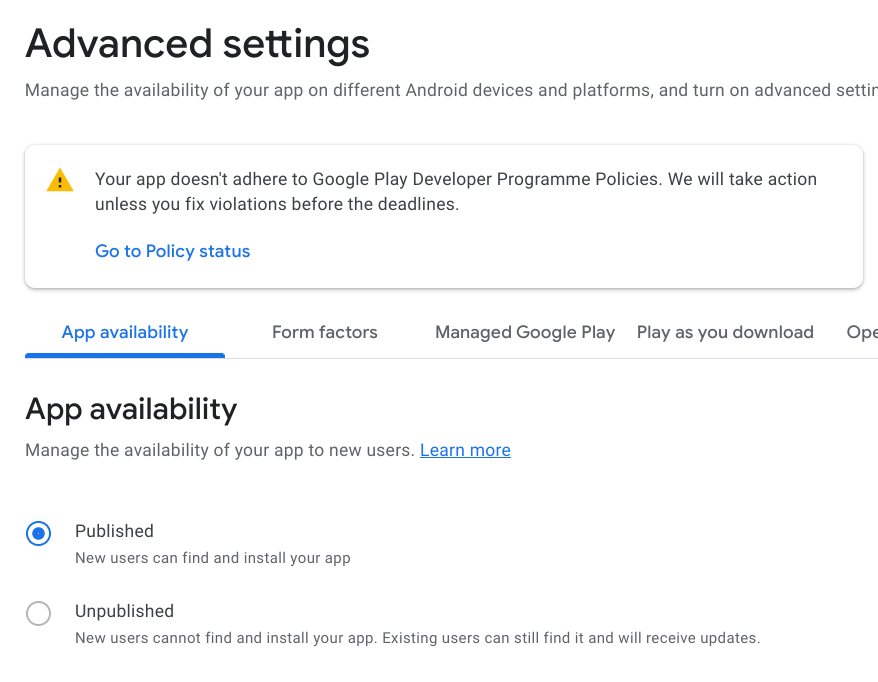 Advanced settings
Manage the availability of your app on different Android devices and platforms, and turn on advanced
Your app doesn't adhere to Google Play Developer Programme Policies. We will take action
unless you fix violations before the deadlines.
Go to Policy status
App availability Form factors Managed Google Play Play as you download
App availability
Manage the availability of your app to new users. Learn more
Published
New users can find and install your app
Unpublished
New users cannot find and install your app. Existing users can still find it and will receive updates.